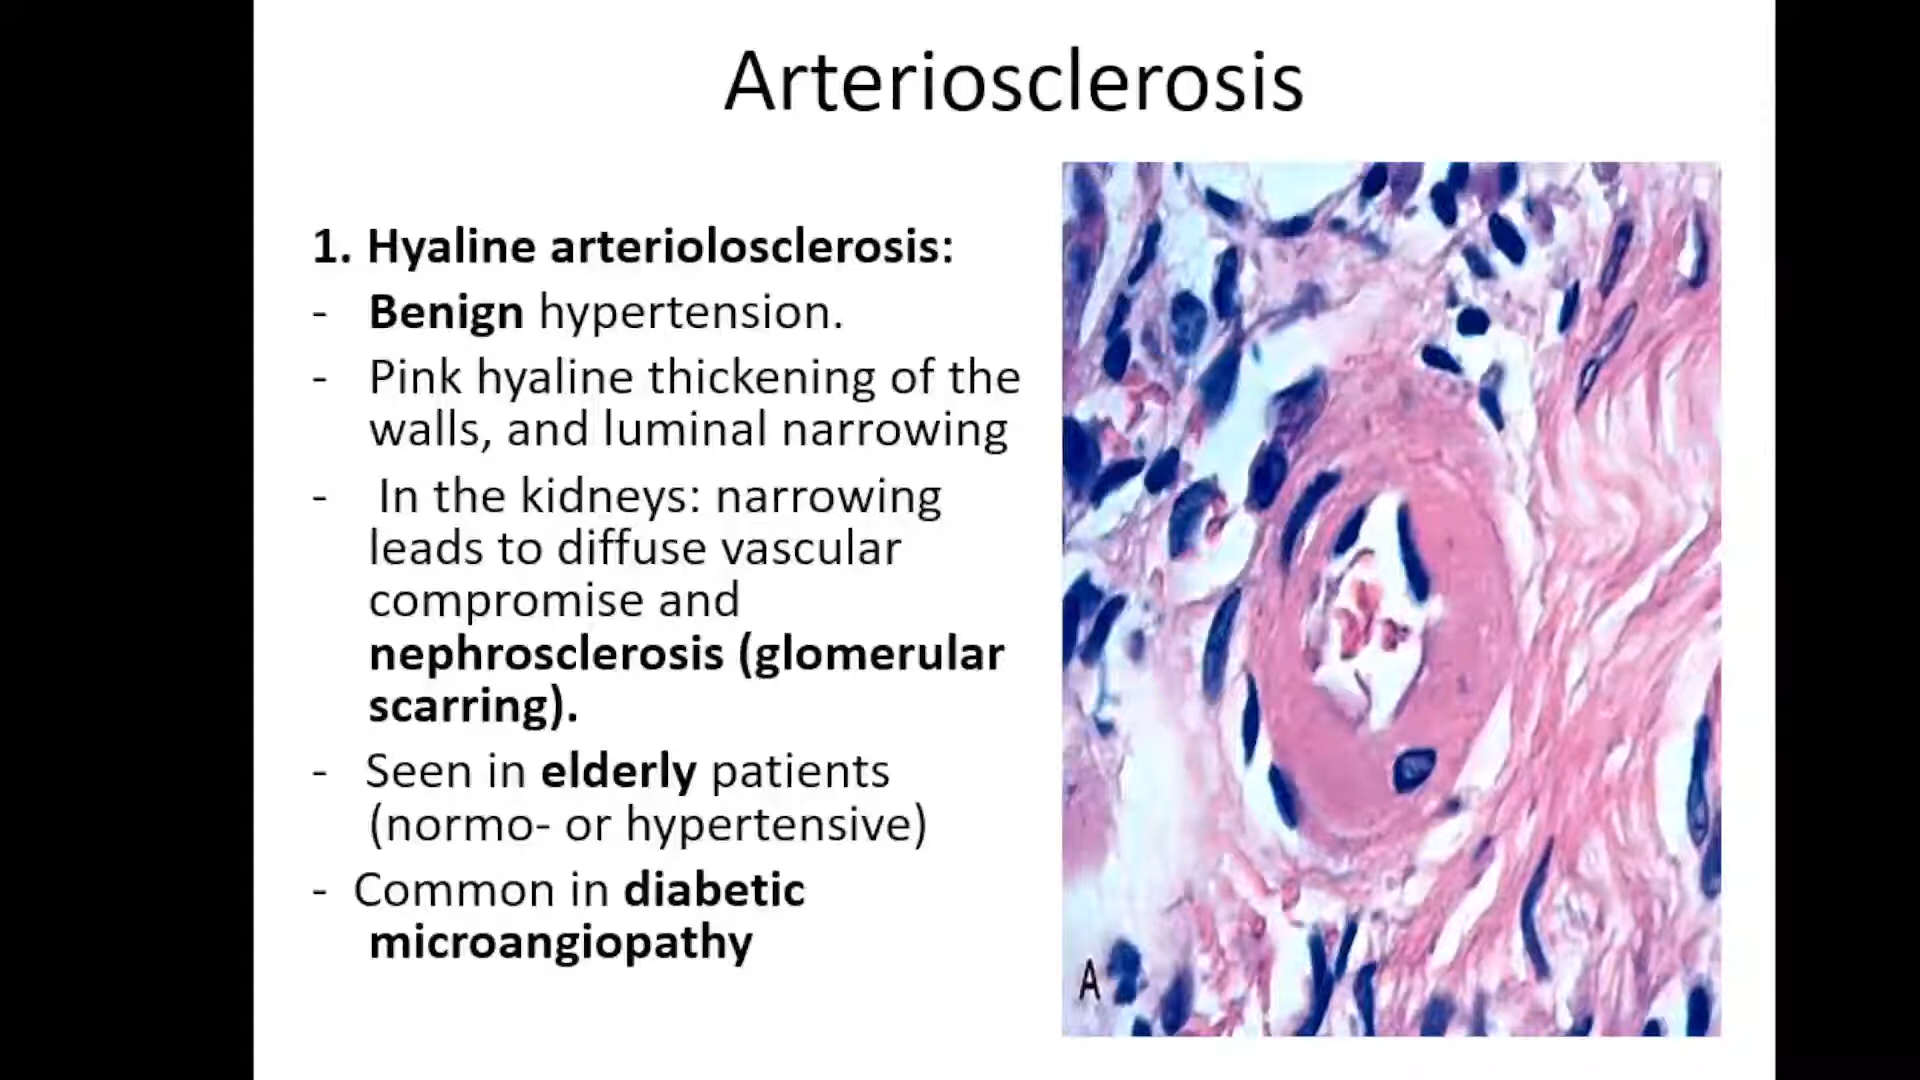 Arteriosclerosis
1. Hyaline arteriolosclerosis:
- Benign hypertension.
- Pink hyaline thickening of the
walls, and luminal narrowing
- In the kidneys: narrowing
leads to diffuse vascular
compromise and
nephrosclerosis (glomerular
scarring).
- Seen in elderly patients
(normo- or hypertensive)
- Common in diabetic
microangiopathy
A